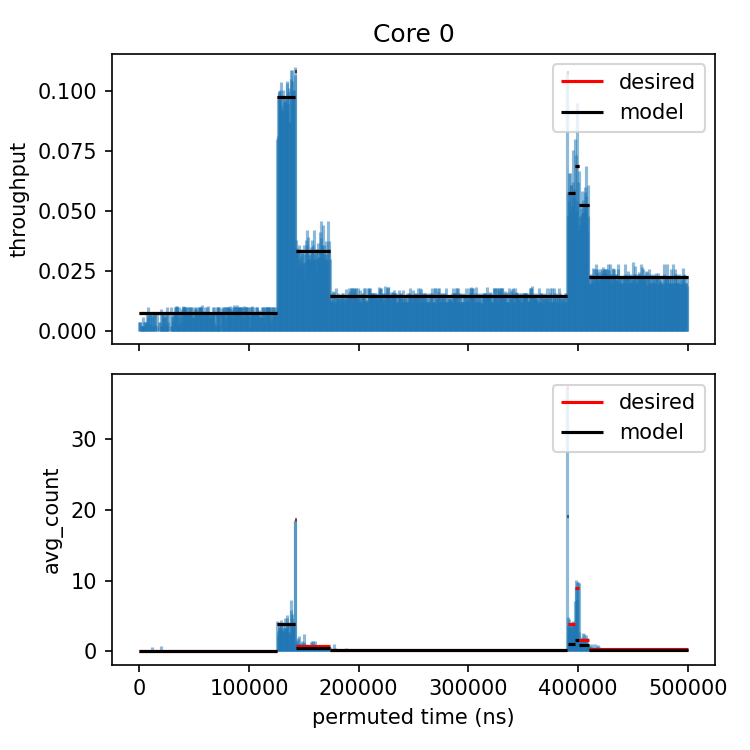 Core 0
throughput
0.100
0.075
0.050
0.025
0.000
desired
model
avg_count
30
20
10
0
desired
model
0
100000
200000
300000
400000
500000
permuted time (ns)